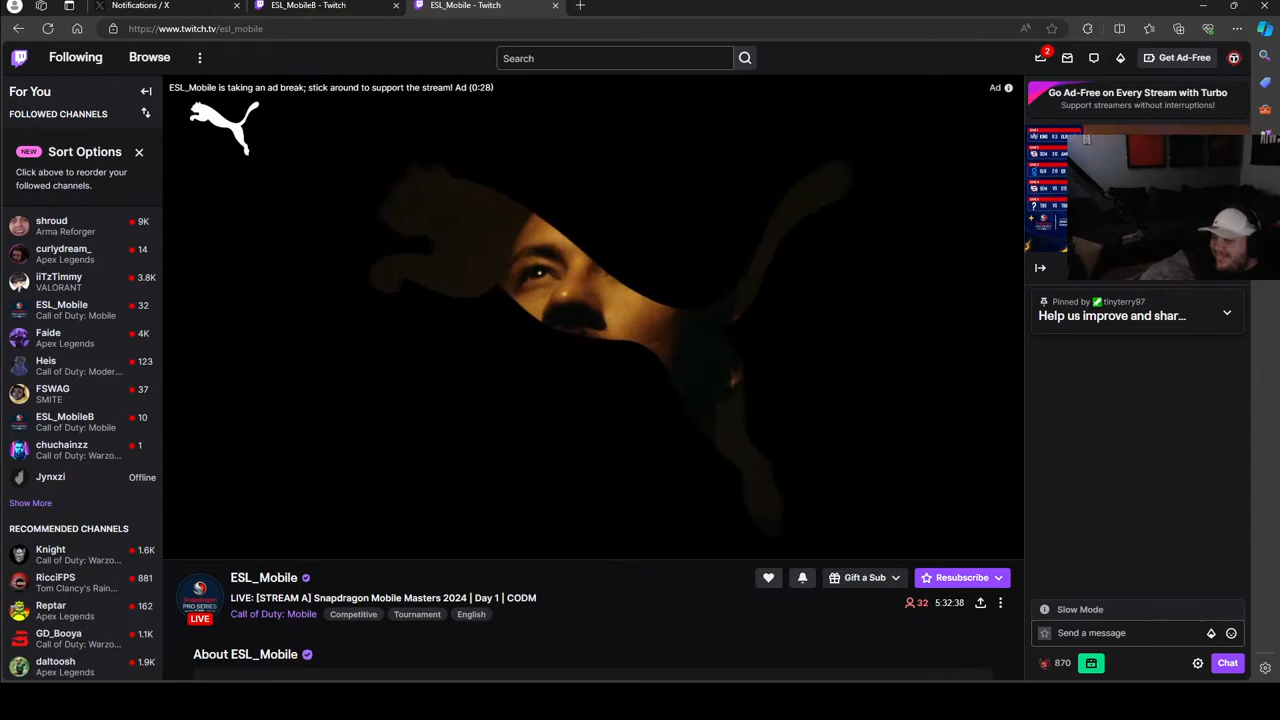 Notifications / X
ESL_MobileB - Twitch
ESL_Mobile - Twitch
https://www.twitch.tv/esl_mobile
Following
Browse
Search
2
Get Ad-Free
For You
FOLLOWED CHANNELS
NEW
Sort Options
Click above to reorder your
followed channels.
shroud
9K
Arma Reforger
curlydream_
14
Apex Legends
iiTzTimmy
3.8K
VALORANT
ESL_Mobile
32
Call of Duty: Mobile
Faide
4K
Apex Legends
Heis
123
Call of Duty: Moder...
FSWAG
37
SMITE
ESL_MobileB
10
Call of Duty: Mobile
chuchainzz
1
Call of Duty: Warzo...
Jynxzi
Offline
Show More
RECOMMENDED CHANNELS
Knight
1.6K
Call of Duty: Warzo...
RicciFPS
881
Tom Clancy's Rain...
Reptar
162
Apex Legends
GD_Booya
1.1K
Call of Duty: Warzo...
daltoosh
1.9K
Apex Legends
ESL_Mobile is taking an ad break; stick around to support the stream! Ad (0:28)
Ad
ESL_Mobile
LIVE: [STREAM A] Snapdragon Mobile Masters 2024 | Day 1 | CODM
Call of Duty: Mobile
Competitive
Tournament
English
LIVE
Gift a Sub
Resubscribe
32
5:32:38
About ESL_Mobile
Go Ad-Free on Every Stream with Turbo
Support streamers without interruptions!
Pinned by tinyterry97
Help us improve and shar...
Slow Mode
Send a message
870
Chat